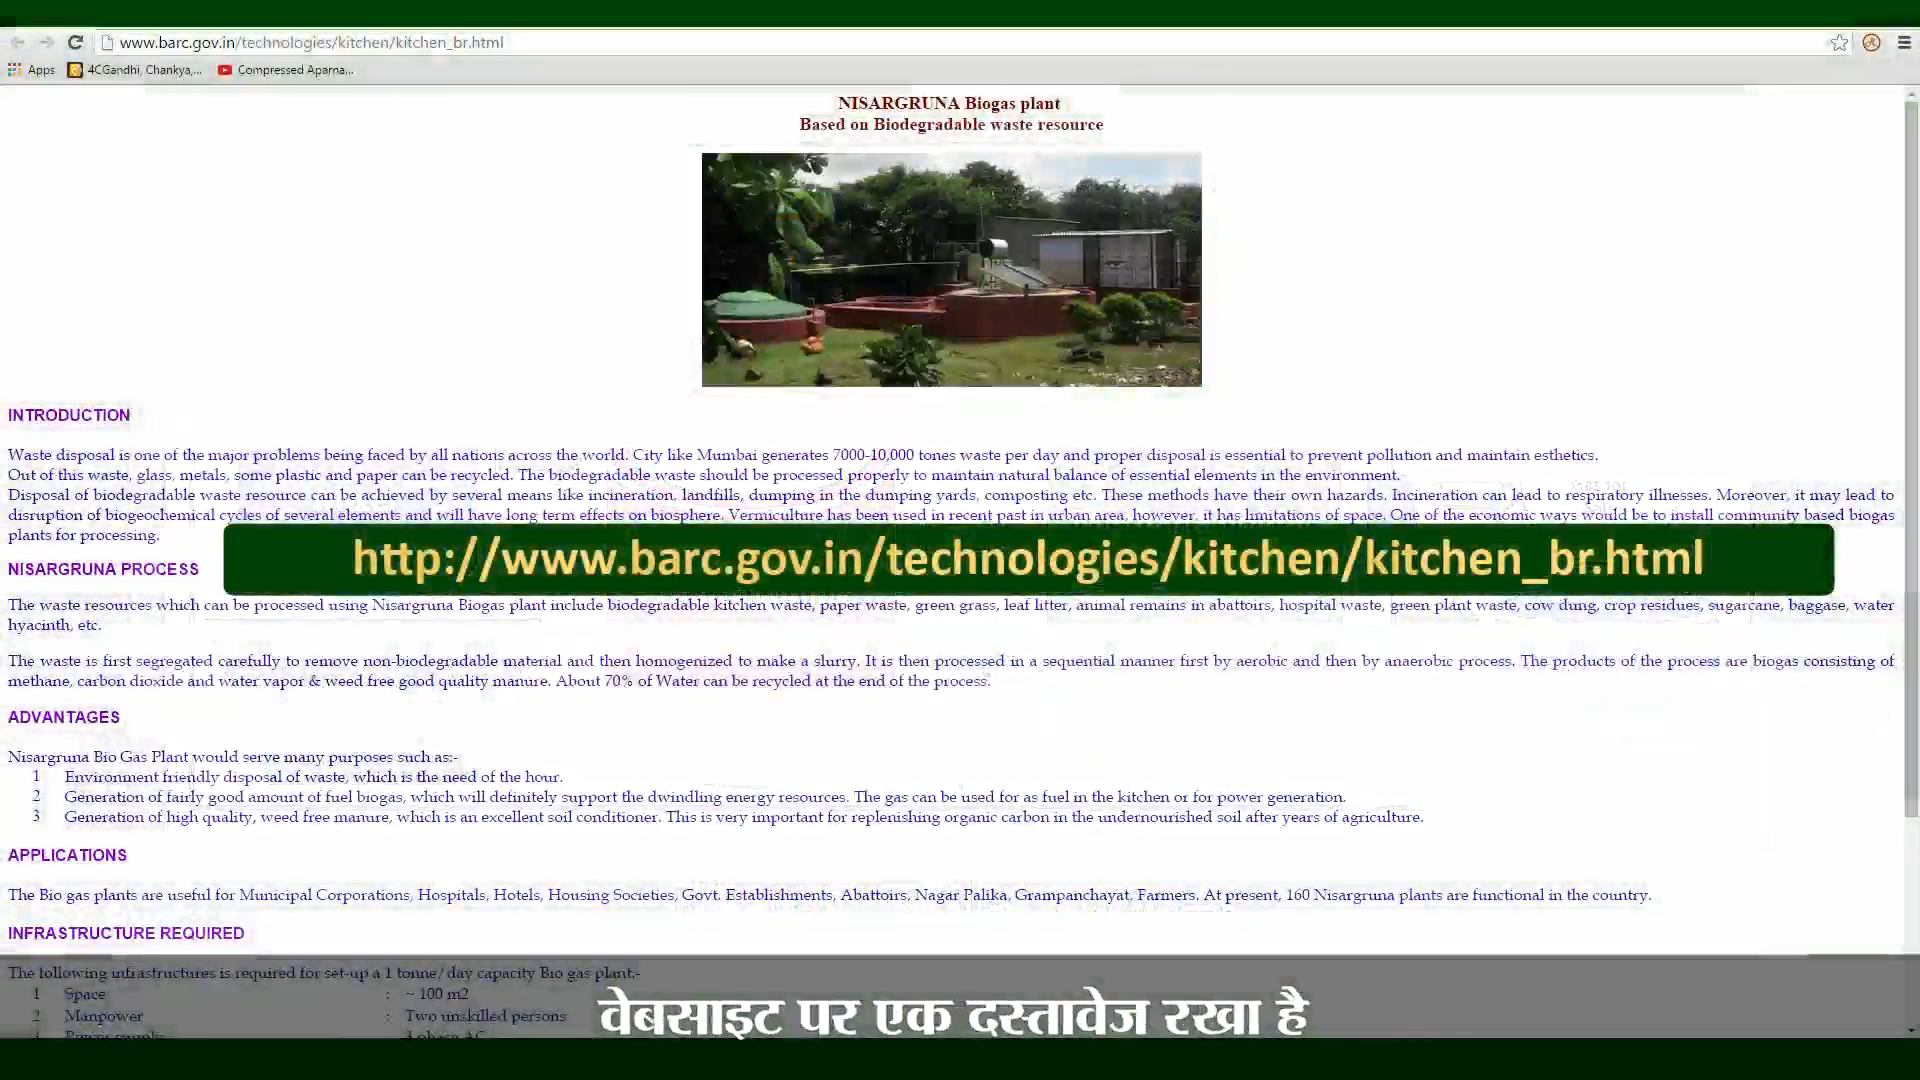 www.barc.gov.in/technologies/kitchen/kitchen_br.html
Apps 4CGandhi, Chankya,... Compressed Aparna...
NISARGRUNA Biogas plant
Based on Biodegradable waste resource
INTRODUCTION
Waste disposal is one of the major problems being faced by all nations across the world. City like Mumbai generates 7000-10,000 tones waste per day and proper disposal is essential to prevent pollution and maintain esthetics.
Out of this waste, glass, metals, some plastic and paper can be recycled. The biodegradable waste should be processed properly to maintain natural balance of essential elements in the environment.
Disposal of biodegradable waste resource can be achieved by several means like incineration, landfills, dumping in the dumping yards, composting etc. These methods have their own hazards. Incineration can lead to respiratory illnesses. Moreover, it may lead to
disruption of biogeochemical cycles of several elements and will have long term effects on biosphere. Vermiculture has been used in recent past in urban area, however, it has limitations of space. One of the economic ways would be to install community based biogas
plants for processing.
http://www.barc.gov.in/technologies/kitchen/kitchen_br.html
NISARGRUNA PROCESS
The waste resources which can be processed using Nisargruna Biogas plant include biodegradable kitchen waste, paper waste, green grass, leaf litter, animal remains in abattoirs, hospital waste, green plant waste, cow dung, crop residues, sugarcane, baggase, water
hyacinth, etc.
The waste is first segregated carefully to remove non-biodegradable material and then homogenized to make a slurry. It is then processed in a sequential manner first by aerobic and then by anaerobic process. The products of the process are biogas consisting of
methane, carbon dioxide and water vapor & weed free good quality manure. About 70% of Water can be recycled at the end of the process.
ADVANTAGES
Nisargruna Bio Gas Plant would serve many purposes such as:-
1 Environment friendly disposal of waste, which is the need of the hour.
2 Generation of fairly good amount of fuel biogas, which will definitely support the dwindling energy resources. The gas can be used for as fuel in the kitchen or for power generation.
3 Generation of high quality, weed free manure, which is an excellent soil conditioner. This is very important for replenishing organic carbon in the undernourished soil after years of agriculture.
APPLICATIONS
The Bio gas plants are useful for Municipal Corporations, Hospitals, Hotels, Housing Societies, Govt. Establishments, Abattoirs, Nagar Palika, Grampanchayat, Farmers. At present, 160 Nisargruna plants are functional in the country.
INFRASTRUCTURE REQUIRED
The following infrastructures is required for set-up a 1 tonne/day capacity Bio gas plant:-
1 Space : ~ 100 m2
2 Manpower : Two unskilled persons
3 phase AC
वेबसाइट पर एक दस्तावेज रखा है